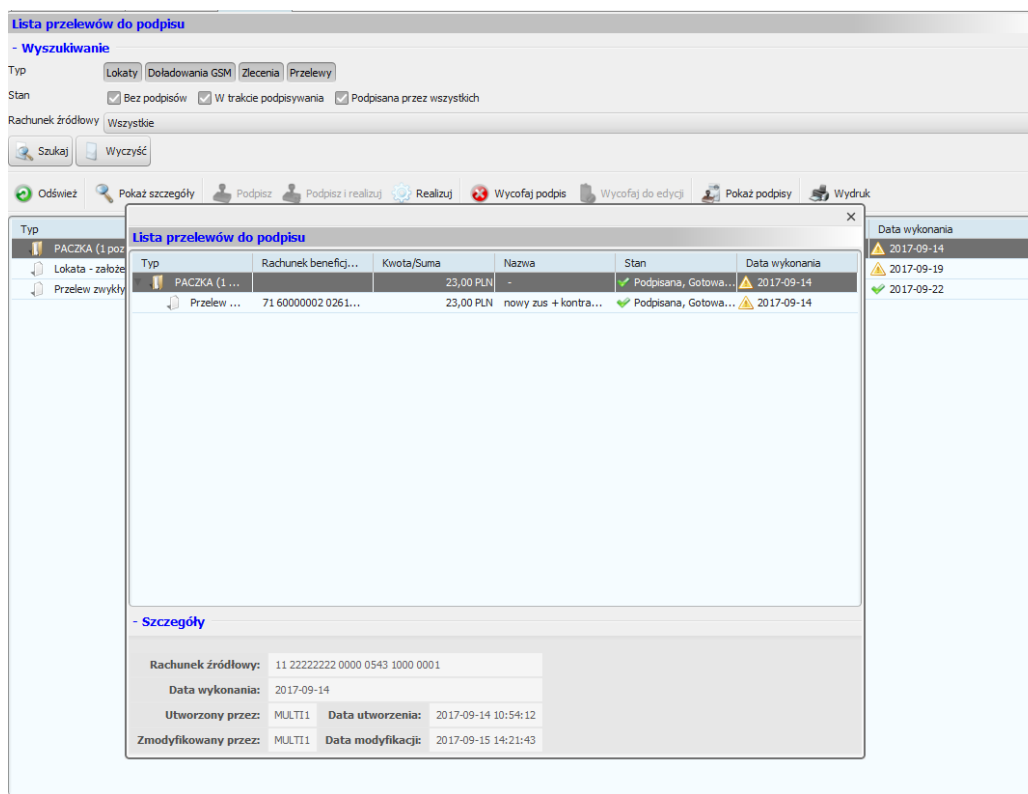 Lista przelewów do podpisu
- Wyszukiwanie
Typ Lokaty Doładowania GSM Zlecenia Przelewy
Stan Bez podpisów W trakcie podpisywania Podpisana przez wszystkich
Rachunek źródłowy Wszystkie
Szukaj Wyczyść
Odśwież Pokaż szczegóły Podpisz Podpisz i realizuj Realizuj Wycofaj podpis Wycofaj do edycji Pokaż podpisy Wydruk
Typ Data wykonania
PACZKA (1 poz 2017-09-14
Lokata - założe 2017-09-19
Przelew zwykły 2017-09-22
Lista przelewów do podpisu
Typ Rachunek beneficj... Kwota/Suma Nazwa Stan Data wykonania
PACZKA (1 ... 23,00 PLN - Podpisana, Gotowa... 2017-09-14
Przelew ... 71 60000002 0261... 23,00 PLN nowy zus + kontra... Podpisana, Gotowa... 2017-09-14
- Szczegóły
Rachunek źródłowy: 11 22222222 0000 0543 1000 0001
Data wykonania: 2017-09-14
Utworzony przez: MULTI1 Data utworzenia: 2017-09-14 10:54:12
Zmodyfikowany przez: MULTI1 Data modyfikacji: 2017-09-15 14:21:43